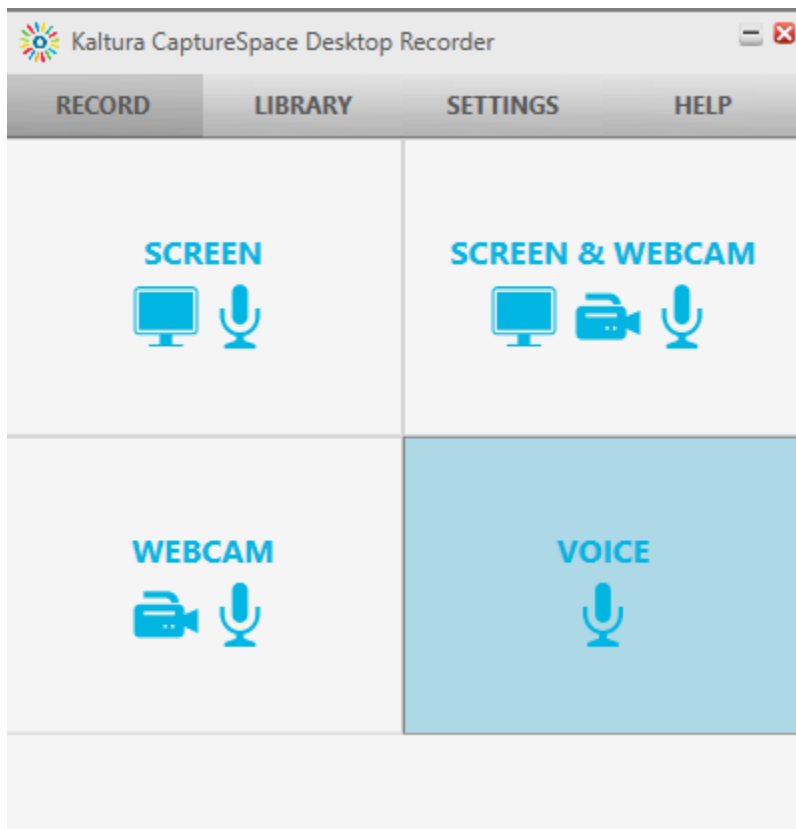 Kaltura CaptureSpace Desktop Recorder
RECORD LIBRARY SETTINGS HELP
SCREEN SCREEN & WEBCAM
WEBCAM VOICE